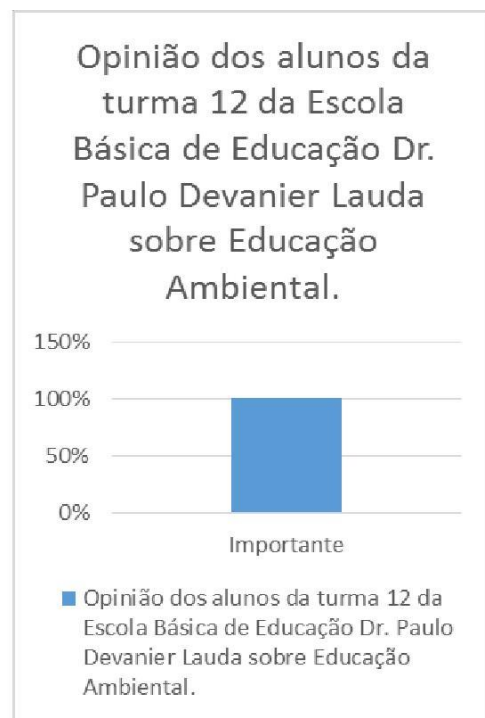 Opinião dos alunos da
turma 12 da Escola
Básica de Educação Dr.
Paulo Devanier Lauda
sobre Educação
Ambiental.
150%
100%
50%
0%
Importante
Opinião dos alunos da turma 12 da
Escola Básica de Educação Dr. Paulo
Devanier Lauda sobre Educação
Ambiental.